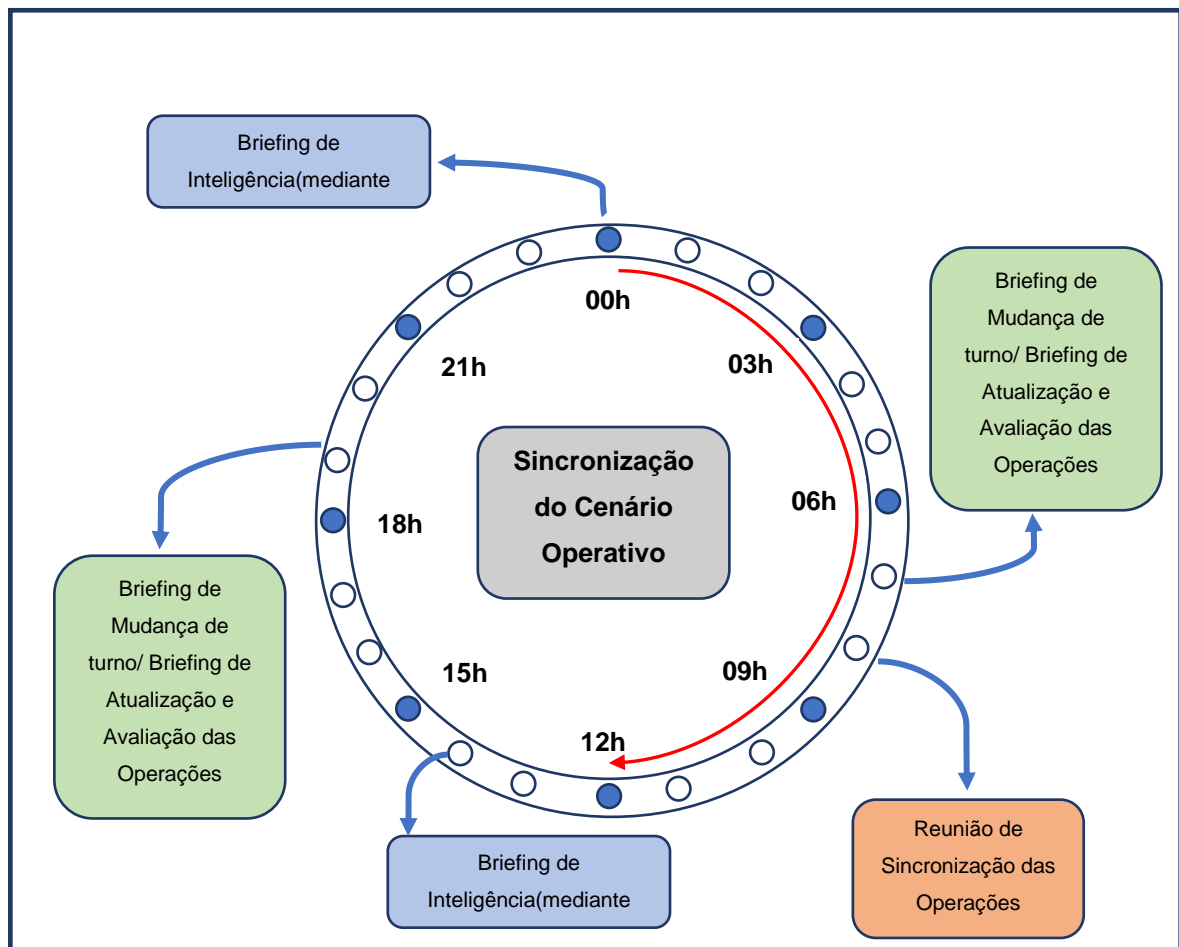 Briefing de
Inteligência(mediante
00h
03h
06h
09h
12h
15h
18h
21h
Sincronização
do Cenário
Operativo
Briefing de
Mudança de
turno/ Briefing de
Atualização e
Avaliação das
Operações
Briefing de
Mudança de
turno/ Briefing de
Atualização e
Avaliação das
Operações
Briefing de
Inteligência(mediante
Reunião de
Sincronização das
Operações